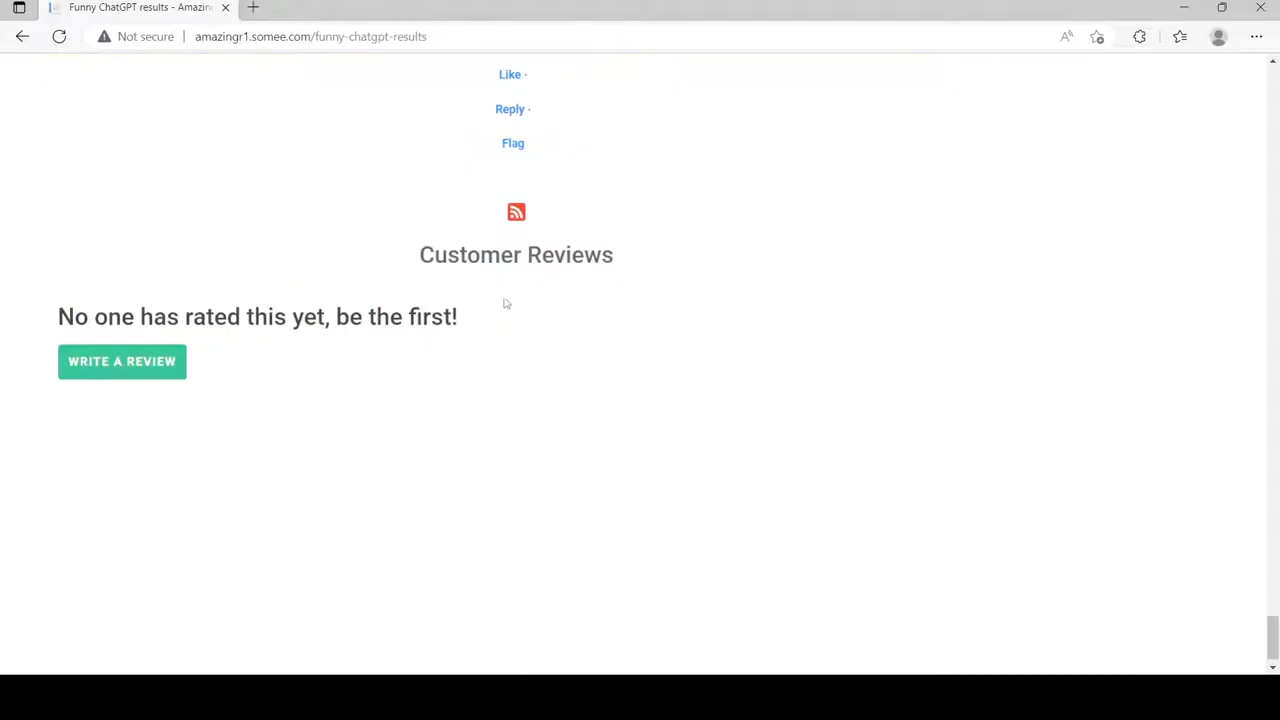 Funny ChatGPT results - Amazin
Not secure
amazingr1.somee.com/funny-chatgpt-results
Like ·
Reply ·
Flag
Customer Reviews
No one has rated this yet, be the first!
WRITE A REVIEW